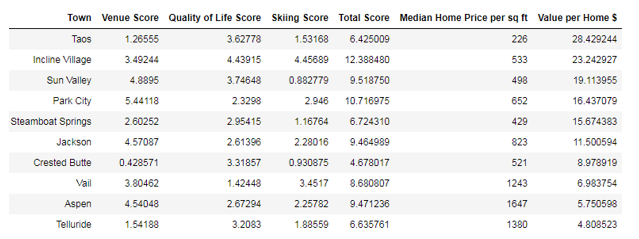 Town Venue Score Quality of Life Score Skiing Score Total Score Median Home Price per sq ft Value per Home $
Taos 1.26555 3.62778 1.53168 6.425009 226 28.429244
Incline Village 3.49244 4.43915 4.45689 12.388480 533 23.242927
Sun Valley 4.8895 3.74648 0.882779 9.518750 498 19.113955
Park City 5.44118 2.3298 2.946 10.716975 652 16.437079
Steamboat Springs 2.60252 2.95415 1.16764 6.724310 429 15.674383
Jackson 4.57087 2.61396 2.28016 9.464989 823 11.500594
Crested Butte 0.428571 3.31857 0.930875 4.678017 521 8.978919
Vail 3.80462 1.42448 3.4517 8.680807 1243 6.983754
Aspen 4.54048 2.67294 2.25782 9.471236 1647 5.750598
Telluride 1.54188 3.2083 1.88559 6.635761 1380 4.808523